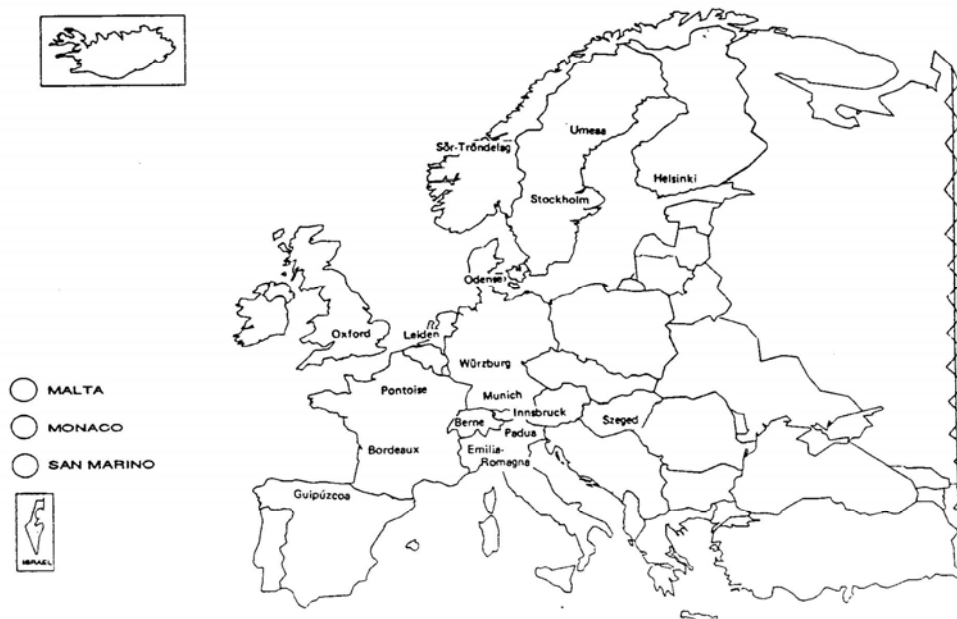 Umeaa
Sör-Tröndelag
Helsinki
Stockholm
Odense
Oxford
Leiden
Würzburg
Pontoise
MALTA
Munich
Innsbruck
Berne
Szeged
MONACO
Padua
Bordeaux
Emilia-
Romagna
SAN MARINO
Guipúzcoa
ISRAEL